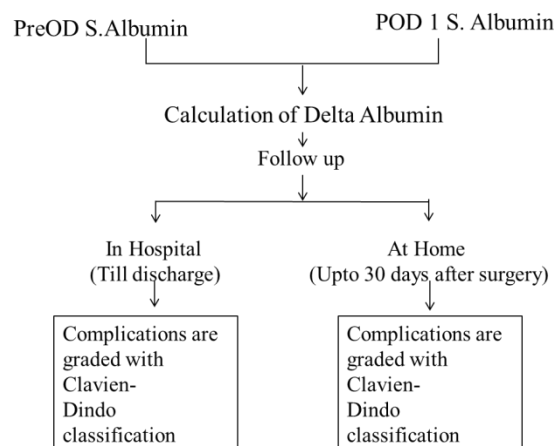 PreOD S.Albumin
POD 1 S. Albumin
Calculation of Delta Albumin
Follow up
In Hospital
(Till discharge)
At Home
(Upto 30 days after surgery)
Complications are
graded with
Clavien-
Dindo
classification
Complications are
graded with
Clavien-
Dindo
classification